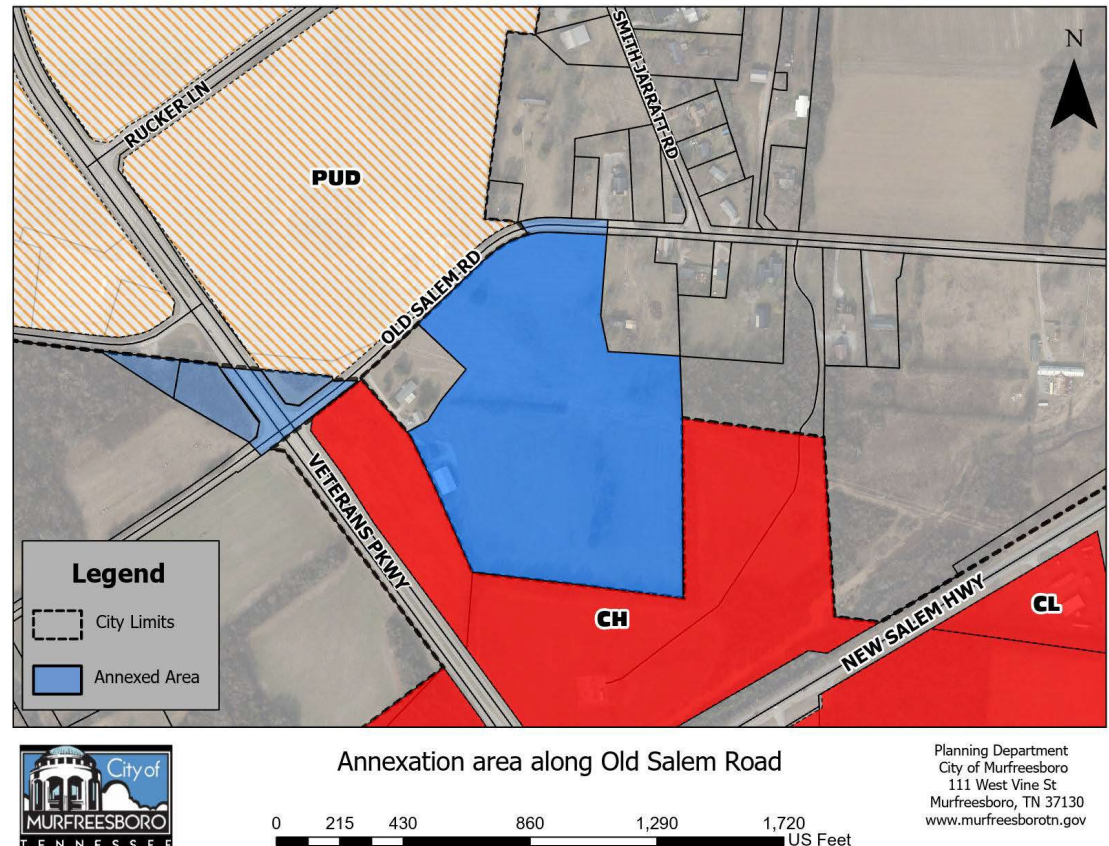 N
SMITH JARRATT RD
RUCKER LN
PUD
OLD SALEM RD
VETERANS PKWY
CH
CL
NEW SALEM HWY
Legend
City Limits
Annexed Area
City of
MURFREESBORO
TENNESSEE
Annexation area along Old Salem Road
0 215 430 860 1,290 1,720
US Feet
Planning Department
City of Murfreesboro
111 West Vine St
Murfreesboro, TN 37130
www.murfreesborotn.gov